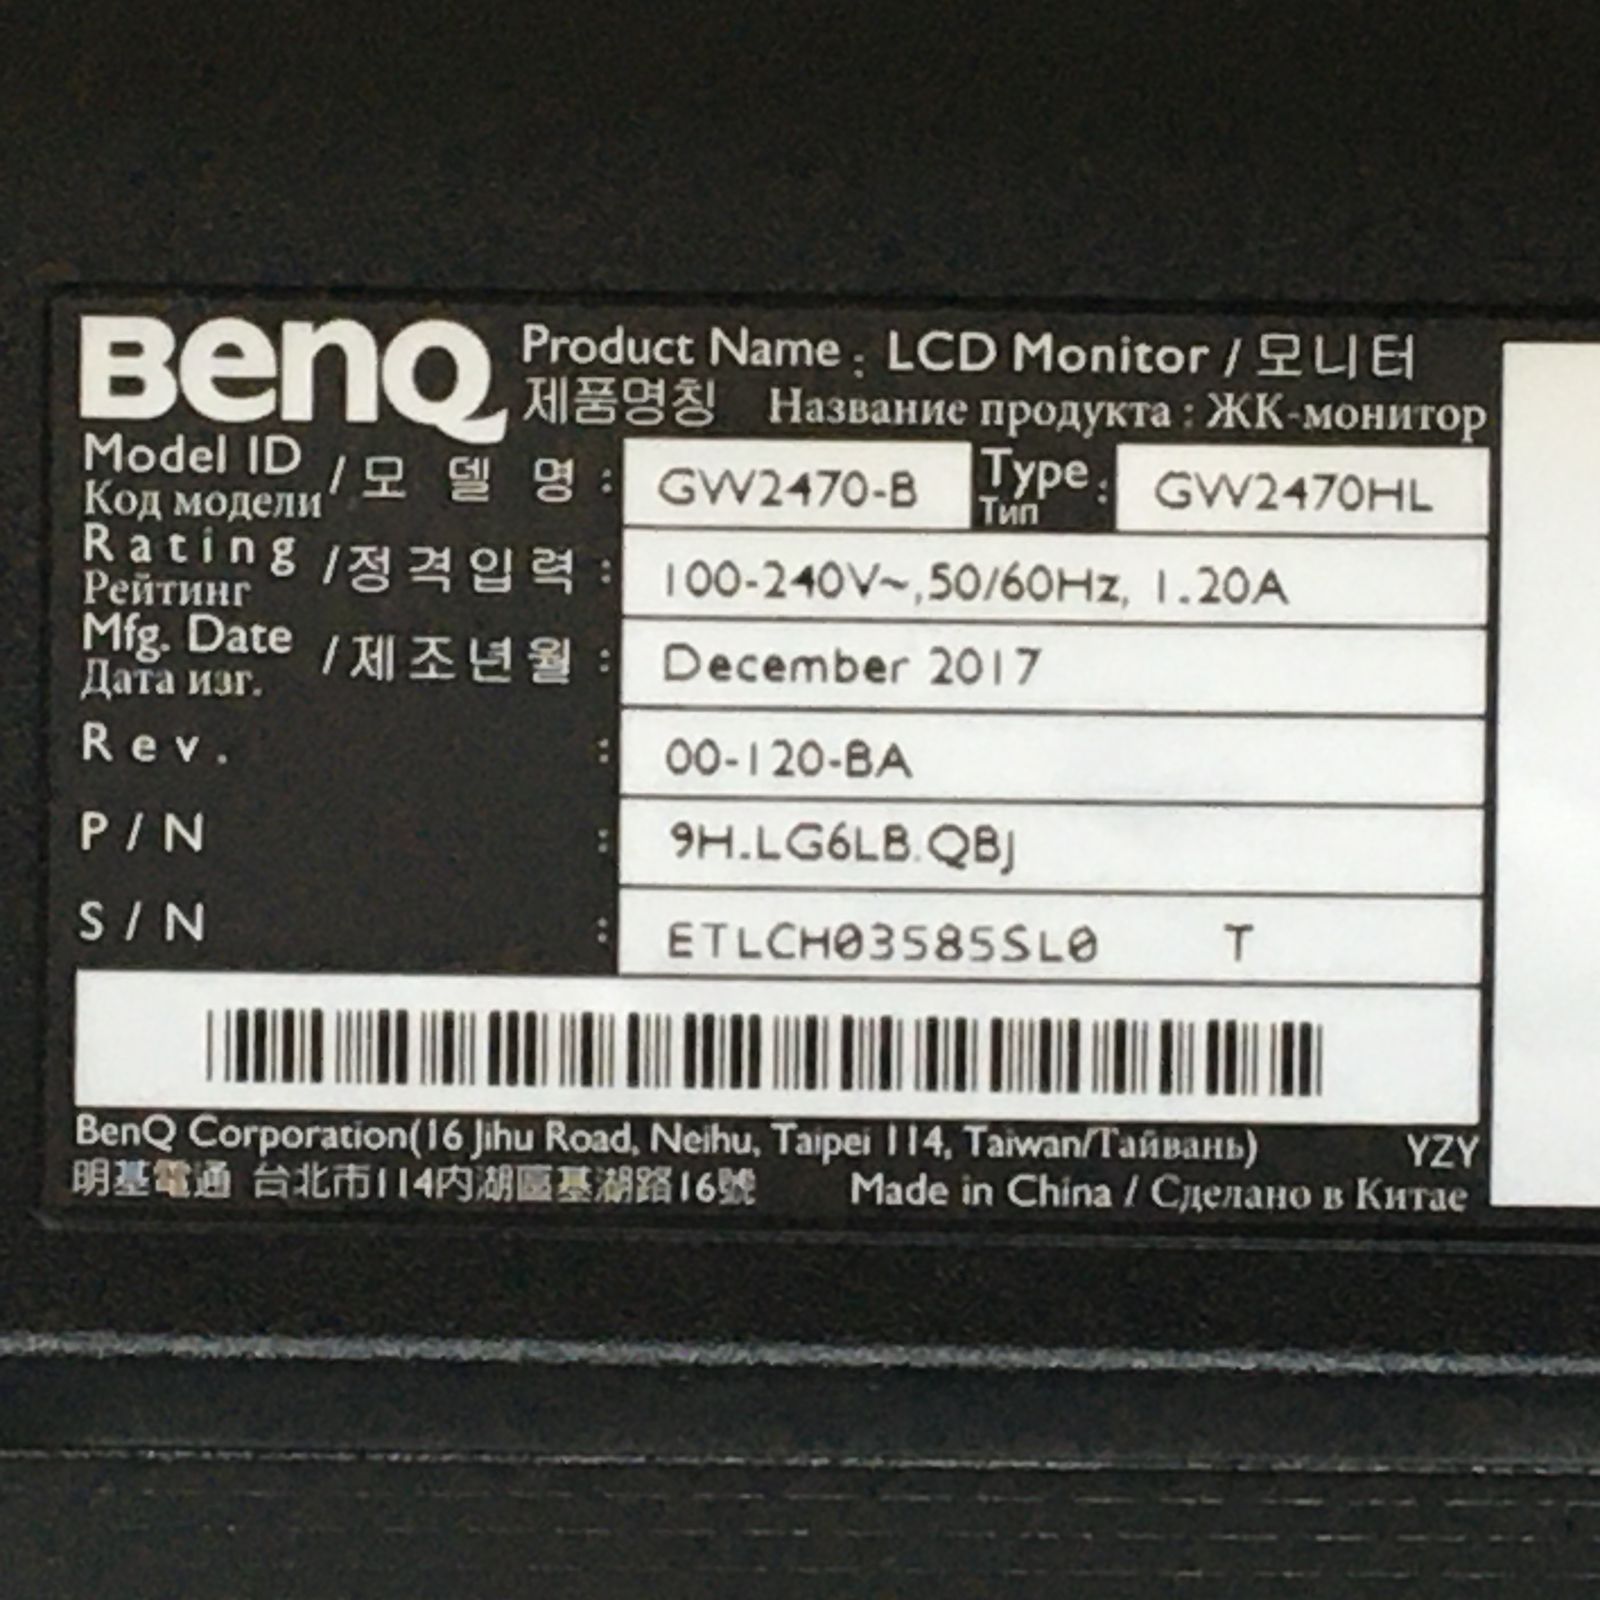 BenQ
Product Name : LCD Monitor / 모니터
제품명칭 Название продукта : ЖК-монитор
Model ID / 모 델 명 : GW2470-B Type : GW2470HL
Код модели Тип
Rating / 정 격 입 력 : 100-240V~,50/60Hz, 1.20A
Рейтинг
Mfg. Date / 제 조 년 월 : December 2017
Дата изг.
Rev. : 00-120-BA
P/N : 9H.LG6LB.QBJ
S/N : ETLCH03585SL0 T
BenQ Corporation(16 Jihu Road, Neihu, Taipei 114, Taiwan/Тайвань) YZY
明基電通 台北市114內湖區基湖路16號 Made in China / Сделано в Китае